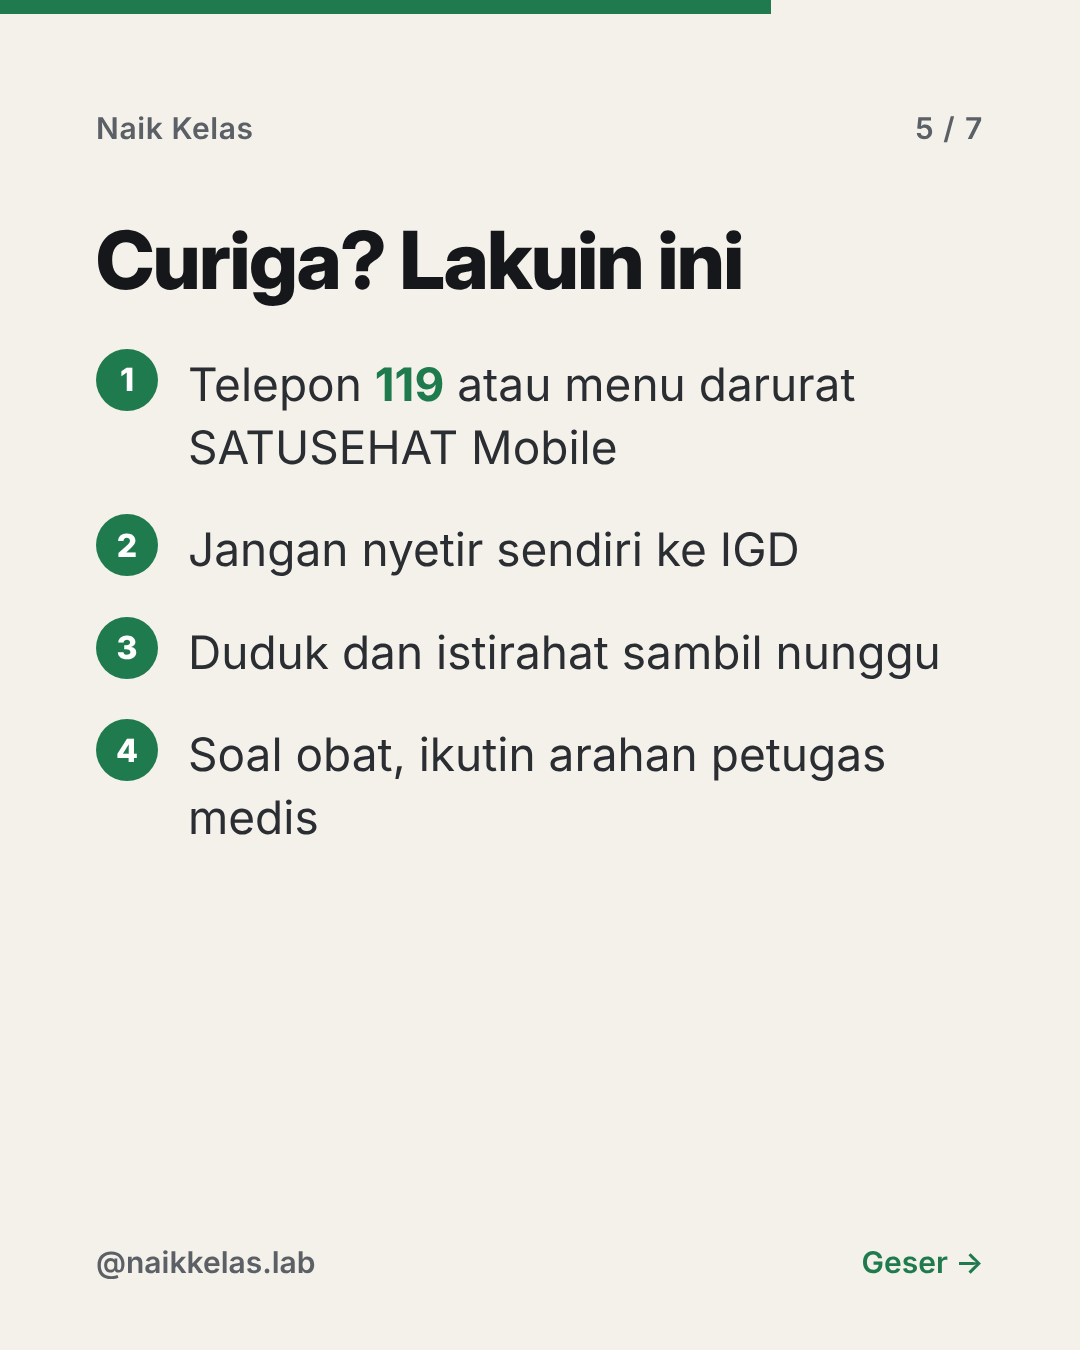 Naik Kelas
5 / 7
Curiga? Lakuin ini
1 Telepon 119 atau menu darurat
SATUSEHAT Mobile
2 Jangan nyetir sendiri ke IGD
3 Duduk dan istirahat sambil nunggu
4 Soal obat, ikutin arahan petugas
medis
@naikkelas.lab
Geser →